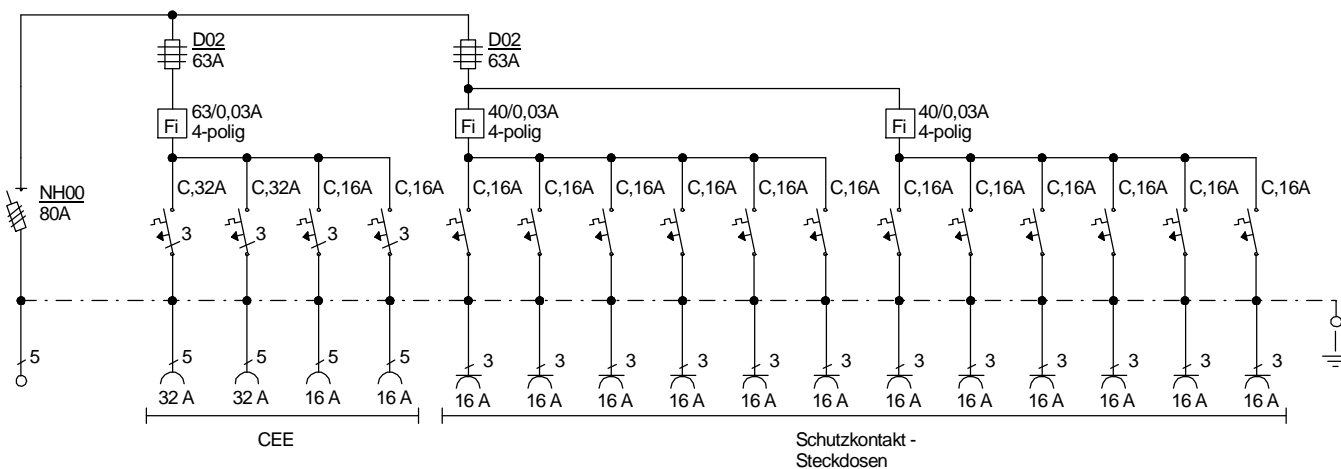 D02
63A
D02
63A
Fi
63/0,03A
4-polig
Fi
40/0,03A
4-polig
Fi
40/0,03A
4-polig
NH00
80A
C,32A C,32A C,16A C,16A C,16A C,16A C,16A C,16A C,16A C,16A C,16A C,16A C,16A C,16A C,16A C,16A
3 3 3 3
5 5 5 5 5 3 3 3 3 3 3 3 3 3 3 3 3
32 A 32 A 16 A 16 A 16 A 16 A 16 A 16 A 16 A 16 A 16 A 16 A 16 A 16 A 16 A 16 A
CEE
Schutzkontakt -
Steckdosen